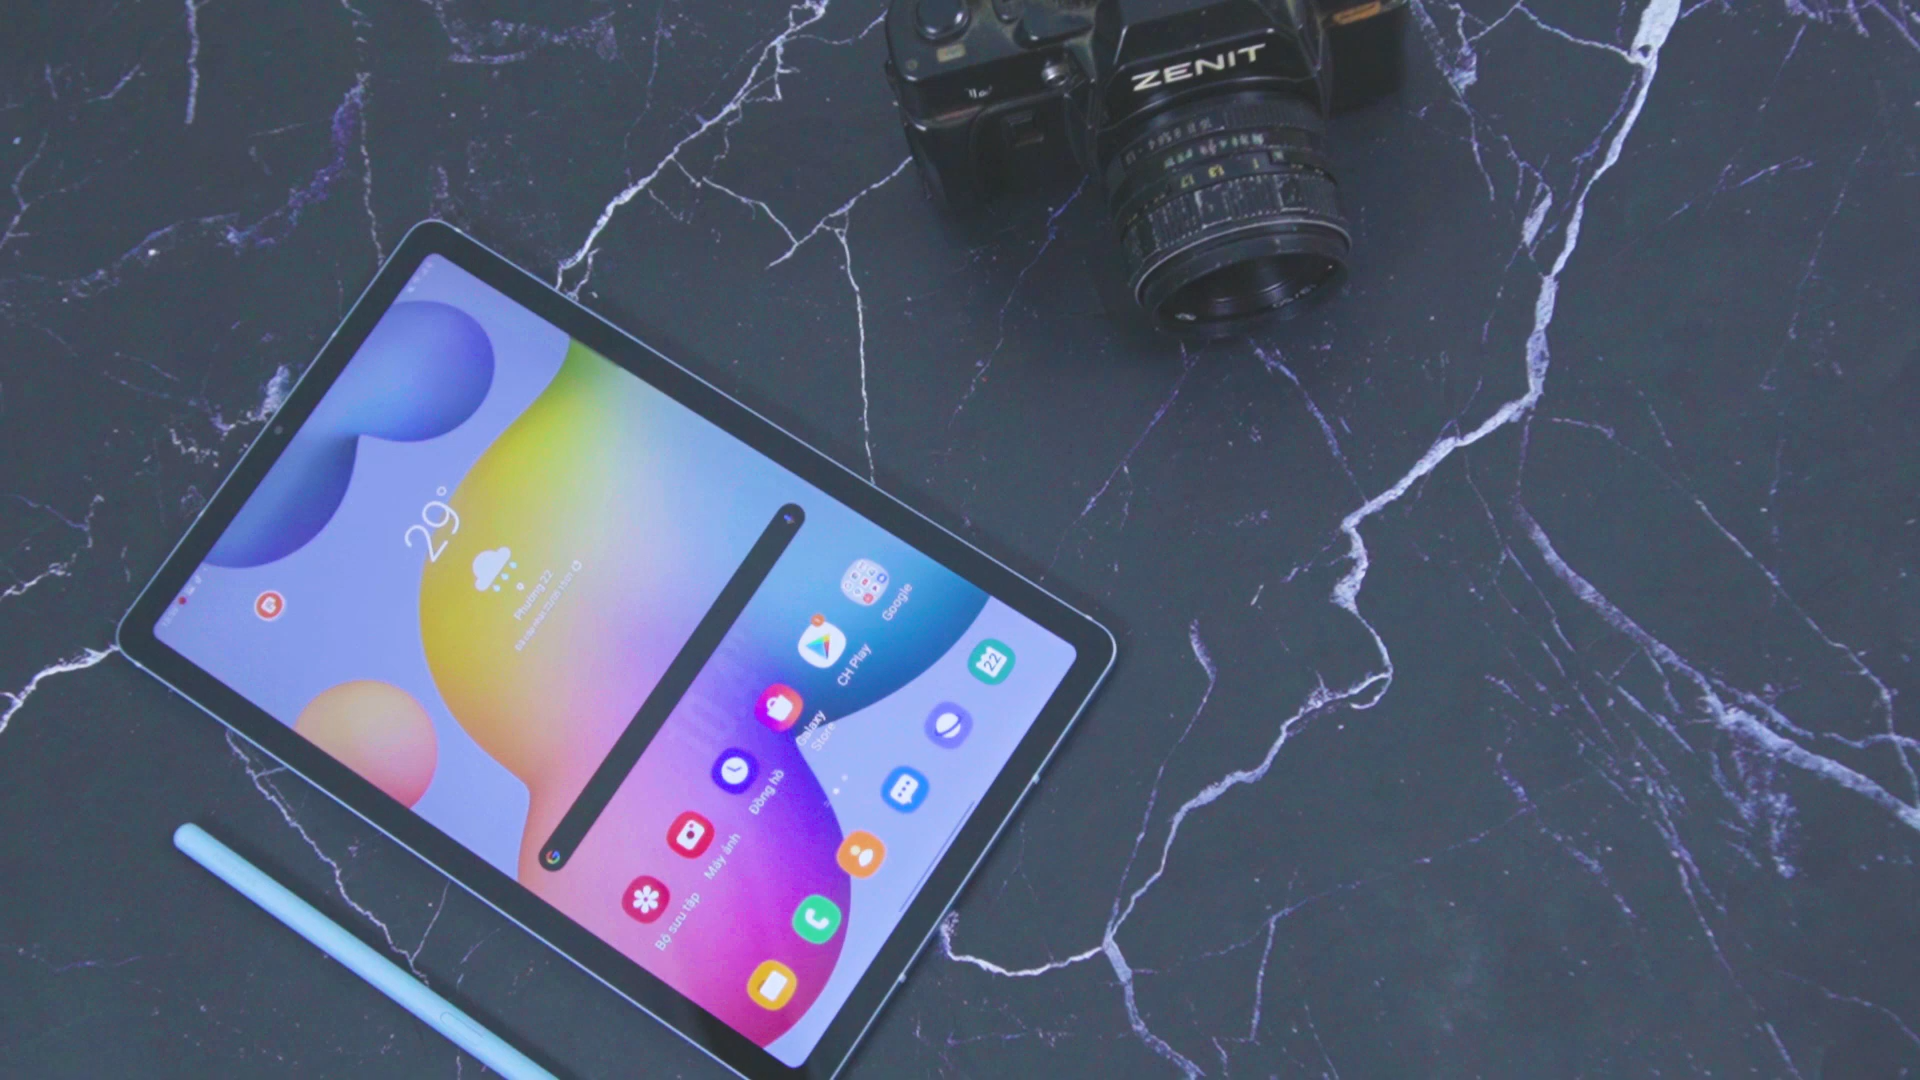 ZENIT
29°
Phường 22
Google
CH Play
Galaxy
Store
Đồng hồ
Máy ảnh
Bộ sưu tập
22